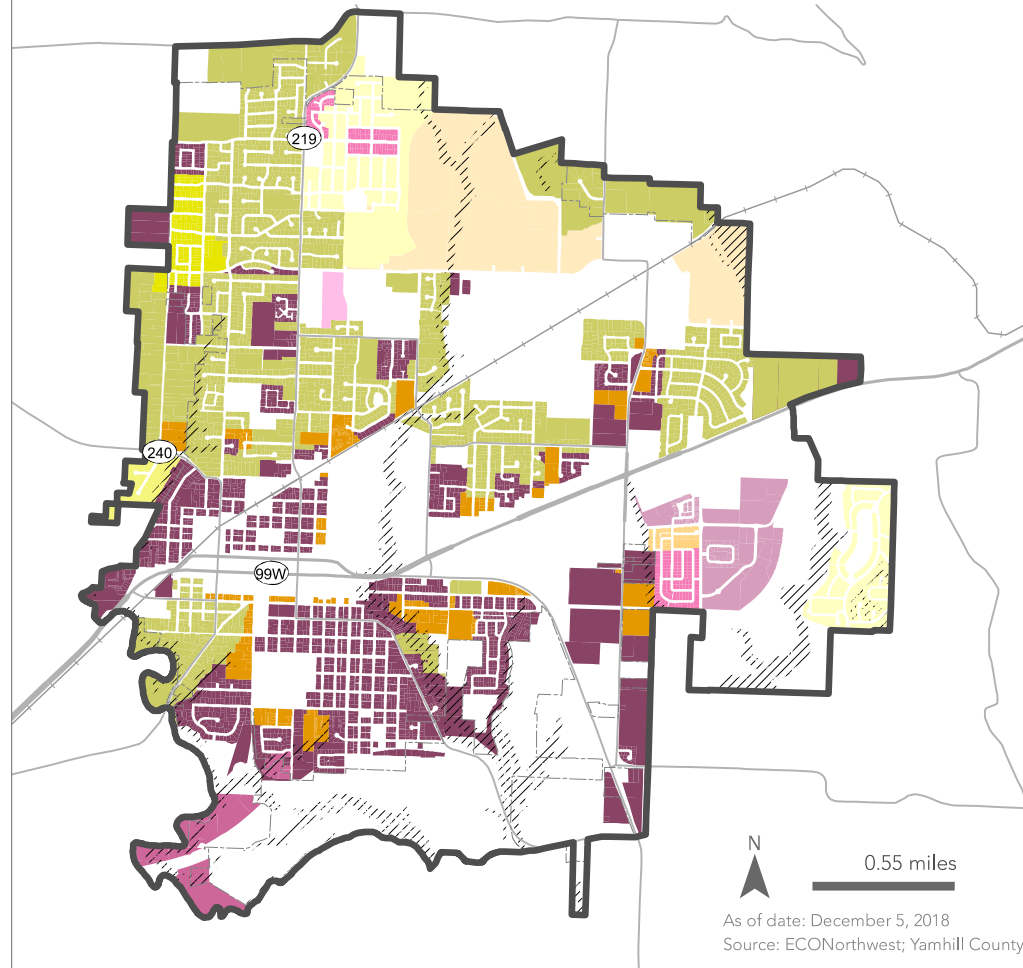 219
240
99W
N
0.55 miles
As of date: December 5, 2018
Source: ECONorthwest; Yamhill County